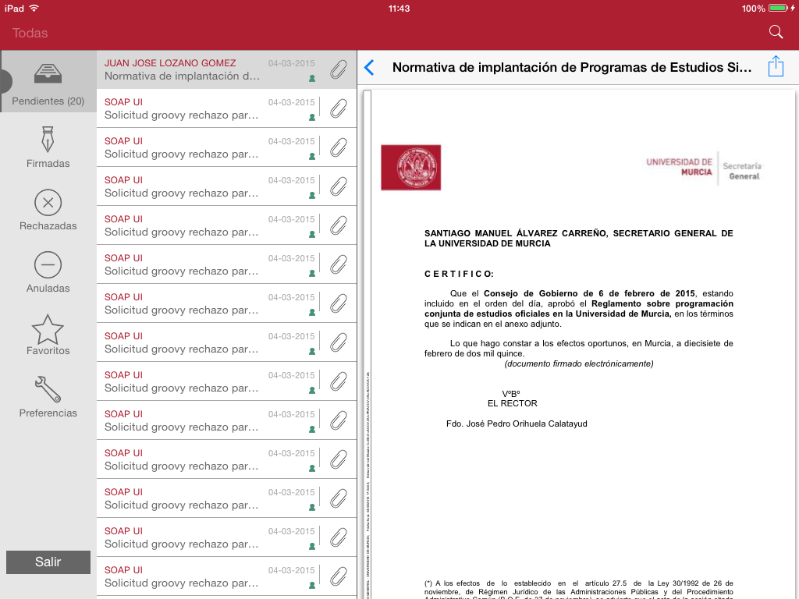 iPad
11:43
100%
Todas
Pendientes (20)
Firmadas
Rechazadas
Anuladas
Favoritos
Preferencias
Salir
JUAN JOSE LOZANO GOMEZ 04-03-2015
Normativa de implantación d...
SOAP UI 04-03-2015
Solicitud groovy rechazo par...
SOAP UI 04-03-2015
Solicitud groovy rechazo par...
SOAP UI 04-03-2015
Solicitud groovy rechazo par...
SOAP UI 04-03-2015
Solicitud groovy rechazo par...
SOAP UI 04-03-2015
Solicitud groovy rechazo par...
SOAP UI 04-03-2015
Solicitud groovy rechazo par...
SOAP UI 04-03-2015
Solicitud groovy rechazo par...
SOAP UI 04-03-2015
Solicitud groovy rechazo par...
SOAP UI 04-03-2015
Solicitud groovy rechazo par...
SOAP UI 04-03-2015
Solicitud groovy rechazo par...
SOAP UI 04-03-2015
Solicitud groovy rechazo par...
SOAP UI 04-03-2015
Solicitud groovy rechazo par...
SOAP UI 04-03-2015
Solicitud groovy rechazo par...
Normativa de implantación de Programas de Estudios Si...
UNIVERSIDAD DE
MURCIA
Secretaría
General
SANTIAGO MANUEL ÁLVAREZ CARREÑO, SECRETARIO GENERAL DE
LA UNIVERSIDAD DE MURCIA
C E R T I F I C O:
Que el Consejo de Gobierno de 6 de febrero de 2015, estando
incluido en el orden del día, aprobó el Reglamento sobre programación
conjunta de estudios oficiales en la Universidad de Murcia, en los términos
que se indican en el anexo adjunto.
Lo que hago constar a los efectos oportunos, en Murcia, a diecisiete de
febrero de dos mil quince.
(documento firmado electrónicamente)
VºBº
EL RECTOR
Fdo. José Pedro Orihuela Calatayud
(*) A los efectos de lo establecido en el artículo 27.5 de la Ley 30/1992 de 26 de
noviembre, de Régimen Jurídico de las Administraciones Públicas y del Procedimiento